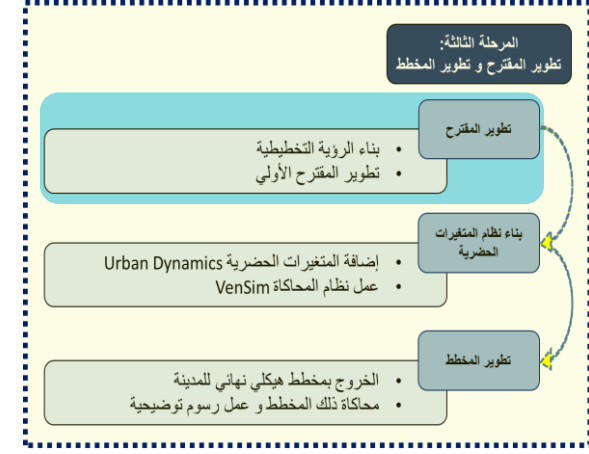 المرحلة الثالثة:
تطوير المقترح و تطوير المخطط
تطوير المقترح
• بناء الرؤية التخطيطية
• تطوير المقترح الأولي
بناء نظام المتغيرات
الحضرية
• إضافة المتغيرات الحضرية Urban Dynamics
• عمل نظام المحاكاة VenSim
تطوير المخطط
• الخروج بمخطط هيكلي نهائي للمدينة
• محاكاة ذلك المخطط و عمل رسوم توضيحية